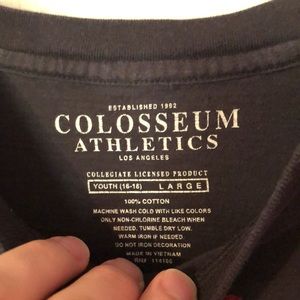 ESTABLISHED 1992
COLOSSEUM
ATHLETICS
LOS ANGELES
COLLEGIATE LICENSED PRODUCT
YOUTH (16-18) LARGE
100% COTTON
MACHINE WASH COLD WITH LIKE COLORS
ONLY NON-CHLORINE BLEACH WHEN
NEEDED. TUMBLE DRY LOW.
WARM IRON IF NEEDED.
DO NOT IRON DECORATION
MADE IN VIETNAM